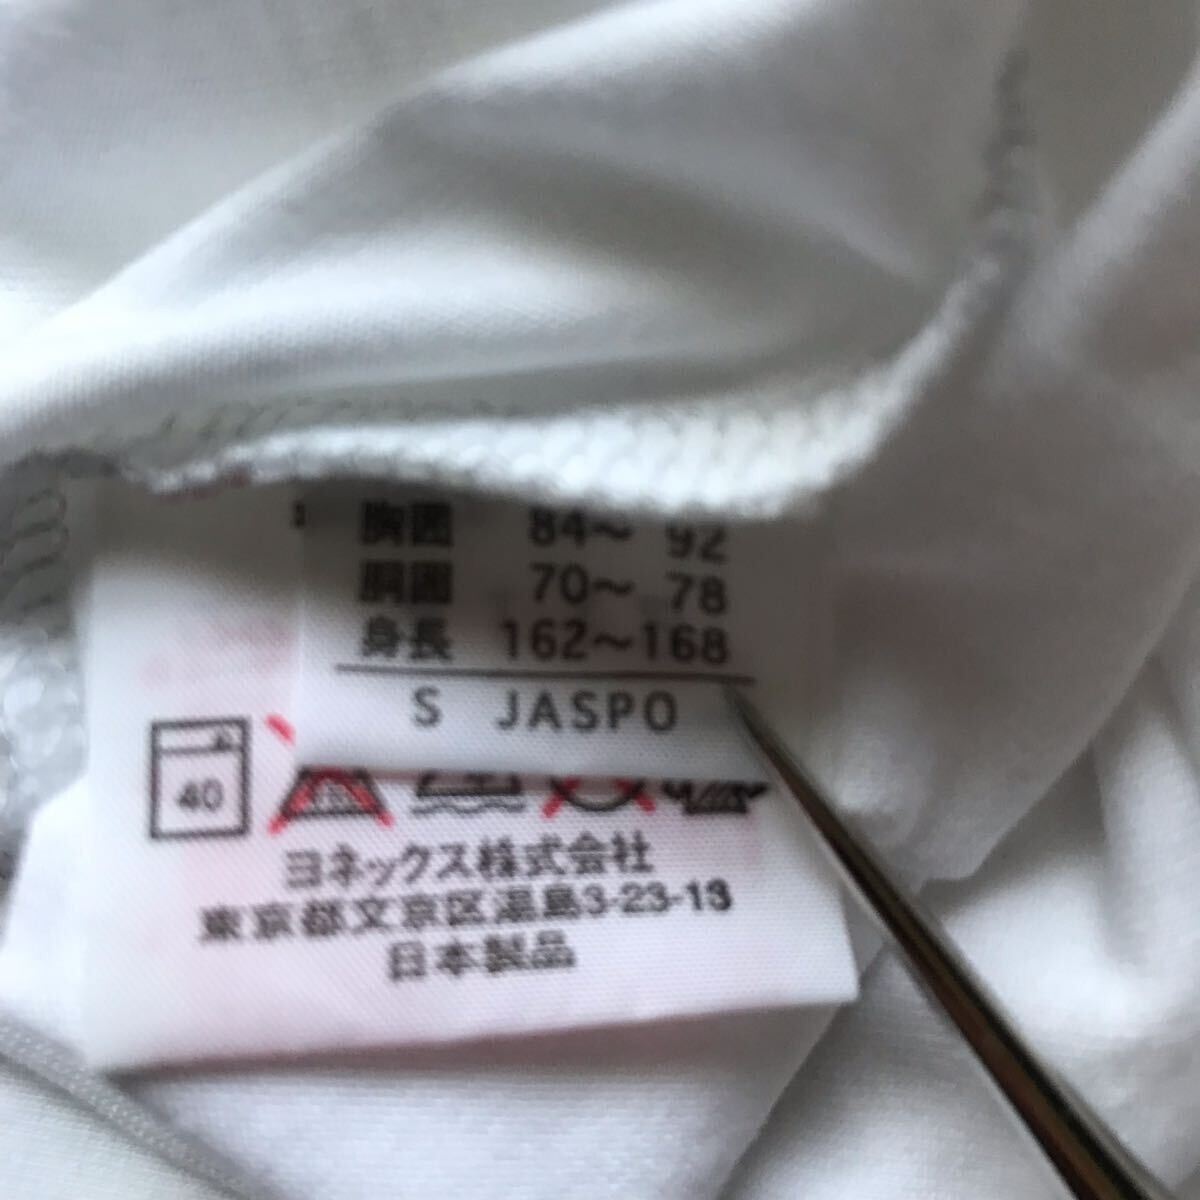 胸囲 84～ 92
胴囲 70～ 78
身長 162～168
S JASPO
40
ヨネックス株式会社
東京都文京区湯島3-23-13
日本製品